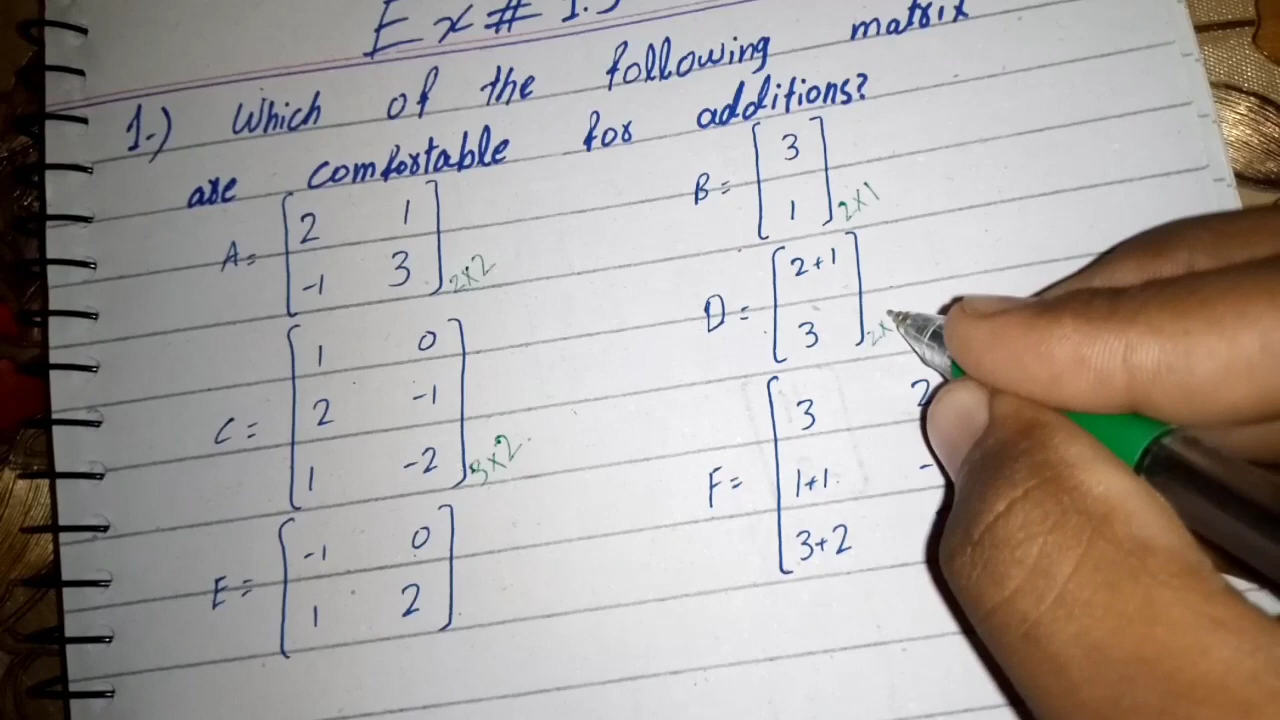 Ex# 1.
1.) Which of the following matrix
are comfortable for additions?
A= [2 1
-1 3] 2×2
B= [3
1] 2×1
C= [1 0
2 -1
1 -2] 3×2
D= [2+1
3] 2×
E= [-1 0
1 2]
F= [3 2
1+1 -
3+2